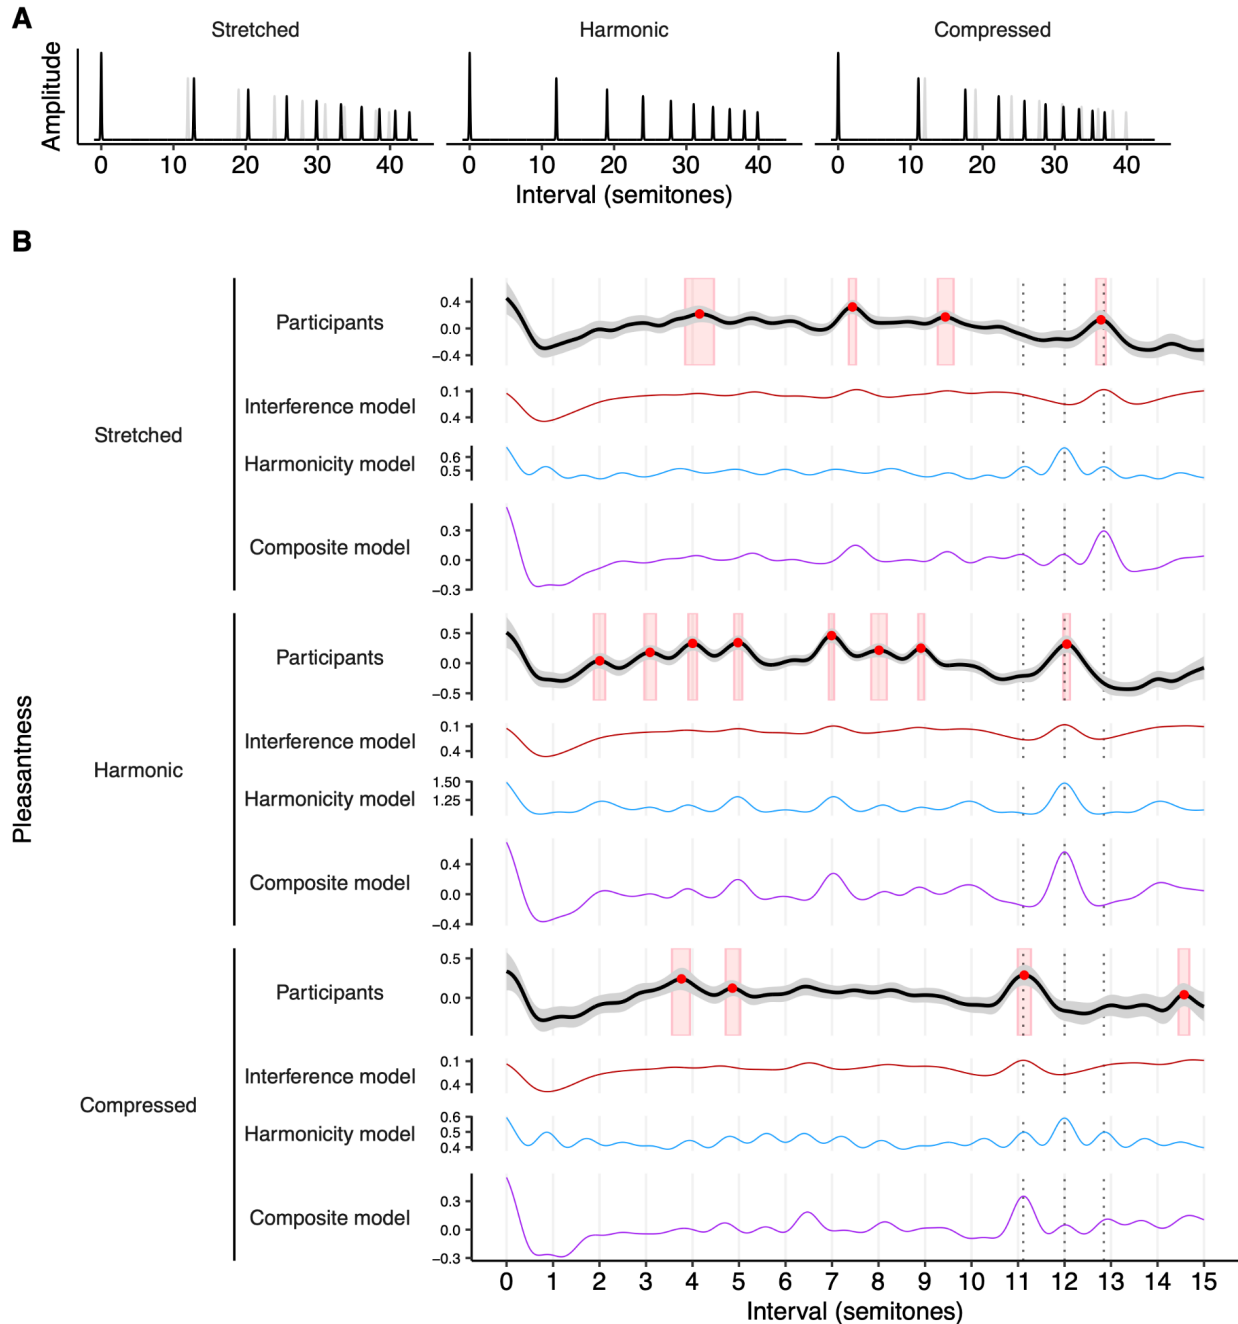 A
Stretched
Harmonic
Compressed
Amplitude
0 10 20 30 40
0 10 20 30 40
0 10 20 30 40
Interval (semitones)
B
Pleasantness
Stretched
Participants
0.4
0.0
−0.4
Interference model
0.1
0.4
Harmonicity model
0.6
0.5
Composite model
0.3
0.0
−0.3
Harmonic
Participants
0.5
0.0
−0.5
Interference model
0.1
0.4
Harmonicity model
1.50
1.25
Composite model
0.4
0.0
−0.4
Compressed
Participants
0.5
0.0
Interference model
0.1
0.4
Harmonicity model
0.6
0.5
0.4
Composite model
0.3
0.0
−0.3
0 1 2 3 4 5 6 7 8 9 10 11 12 13 14 15
Interval (semitones)